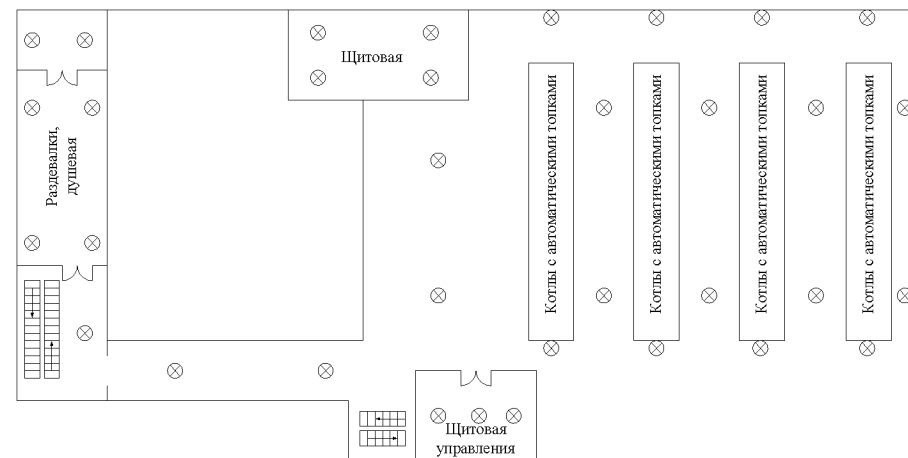 Щитовая
Раздевалки,
душевая
Котлы с автоматическими топками
Котлы с автоматическими топками
Котлы с автоматическими топками
Котлы с автоматическими топками
Щитовая
управления